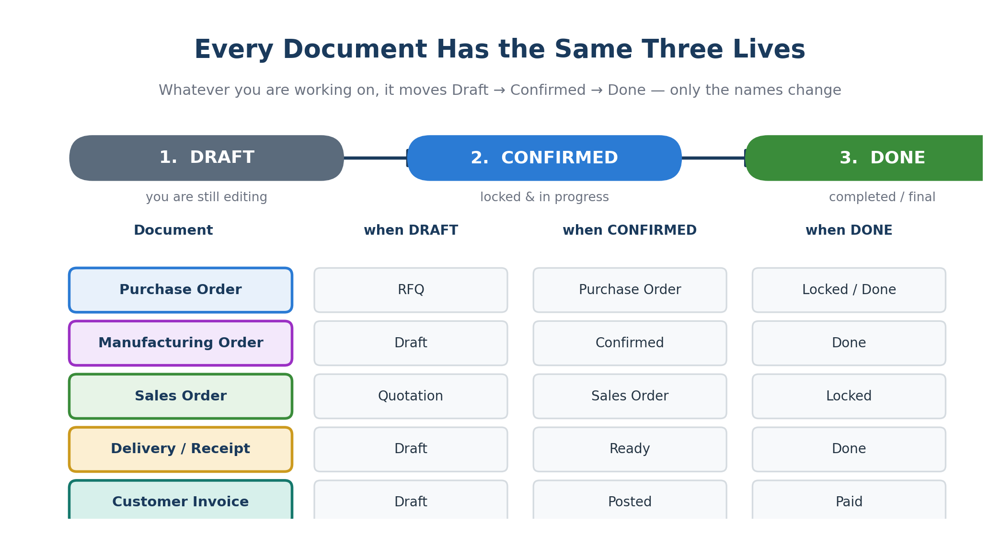 Every Document Has the Same Three Lives
Whatever you are working on, it moves Draft → Confirmed → Done — only the names change
1. DRAFT
2. CONFIRMED
3. DONE
you are still editing
locked & in progress
completed / final
Document
when DRAFT
when CONFIRMED
when DONE
Purchase Order
RFQ
Purchase Order
Locked / Done
Manufacturing Order
Draft
Confirmed
Done
Sales Order
Quotation
Sales Order
Locked
Delivery / Receipt
Draft
Ready
Done
Customer Invoice
Draft
Posted
Paid